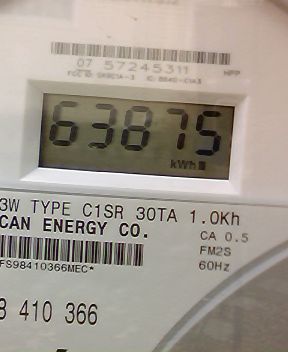 07 57245311
63875
kWh
3W TYPE C1SR 30TA 1.0Kh
CAN ENERGY CO.
CA 0.5
FM2S
60Hz
FS98410366MEC*
8 410 366